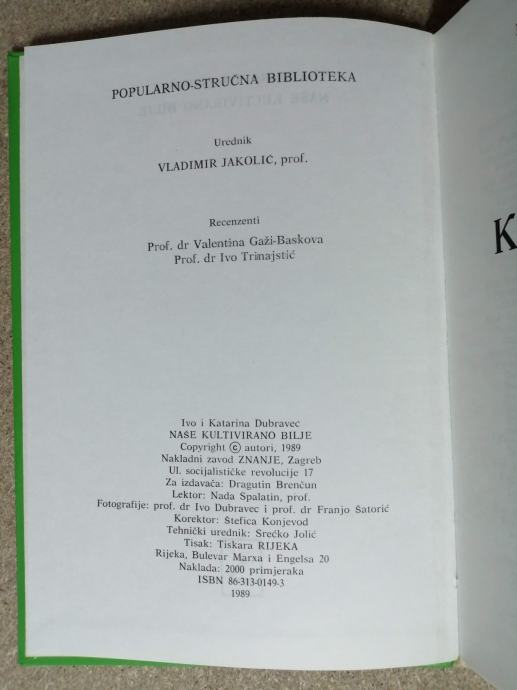 POPULARNO-STRUČNA BIBLIOTEKA
Urednik
VLADIMIR JAKOLIĆ, prof.
Recenzenti
Prof. dr Valentina Gaži-Baskova
Prof. dr Ivo Trinajstić
Ivo i Katarina Dubravec
NAŠE KULTIVIRANO BILJE
Copyright © autori, 1989
Nakladni zavod ZNANJE, Zagreb
Ul. socijalističke revolucije 17
Za izdavača: Dragutin Brenčun
Lektor: Nada Spalatin, prof.
Fotografije: prof. dr Ivo Dubravec i prof. dr Franjo Šatorić
Korektor: Štefica Konjevod
Tehnički urednik: Srećko Jolić
Tisak: Tiskara RIJEKA
Rijeka, Bulevar Marxa i Engelsa 20
Naklada: 2000 primjeraka
ISBN 86-313-0149-3
1989
K